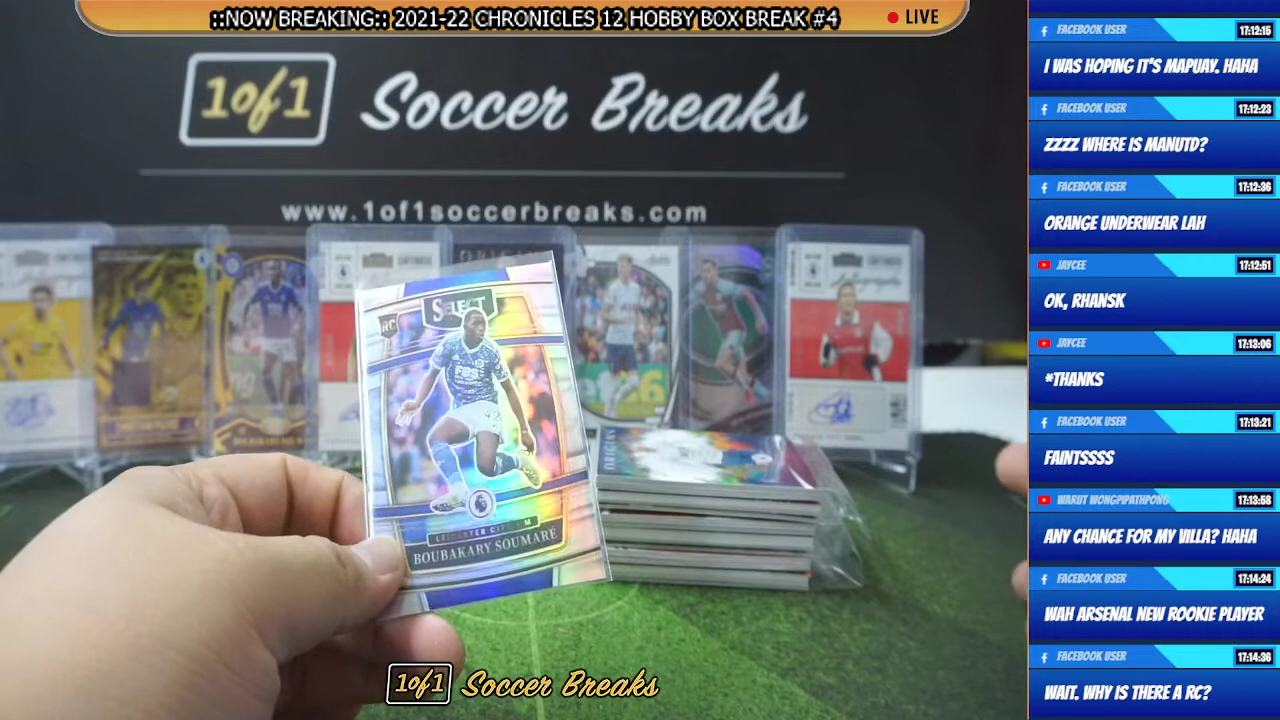 ::NOW BREAKING:: 2021-22 CHRONICLES 12 HOBBY BOX BREAK #4
LIVE
1of1 Soccer Breaks
www.1of1soccerbreaks.com
SELECT
RC
FBS
42
LEICESTER CITY
BOUBAKARY SOUMARÉ
1of1 Soccer Breaks
FACEBOOK USER 17:12:15
I WAS HOPING IT'S MAPUAY. HAHA
FACEBOOK USER 17:12:23
ZZZZ WHERE IS MANUTD?
FACEBOOK USER 17:12:36
ORANGE UNDERWEAR LAH
JAYCEE 17:12:51
OK, RHANSK
JAYCEE 17:13:06
*THANKS
FACEBOOK USER 17:13:21
FAINTSSSS
WARUT WONGPIPATHPONG 17:13:58
ANY CHANCE FOR MY VILLA? HAHA
FACEBOOK USER 17:14:24
WAH ARSENAL NEW ROOKIE PLAYER
FACEBOOK USER 17:14:36
WAIT. WHY IS THERE A RC?